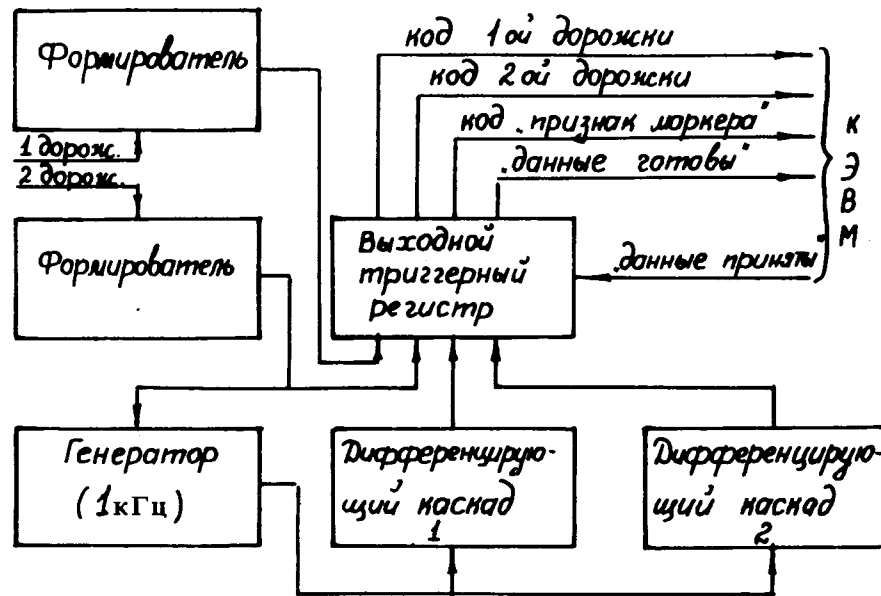 Формирователь
1 дорож.
2 дорож.
Формирователь
код 1ой дорожки
код 2ой дорожки
код „признак маркера"
„данные готовы"
„данные приняты"
К
Э
В
М
Выходной
триггерный
регистр
Генератор
(1кГц)
Дифференцирую-
щий каскад
1
Дифференцирую-
щий каскад
2